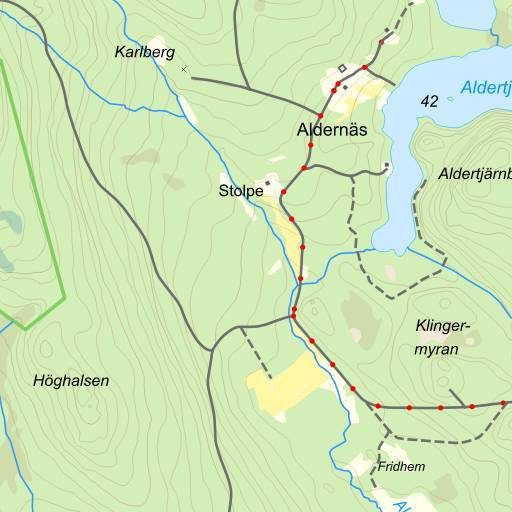 Karlberg
Aldertj
42
Aldernäs
Aldertjärnb
Stolpe
Klinger-
myran
Höghalsen
Fridhem
Al